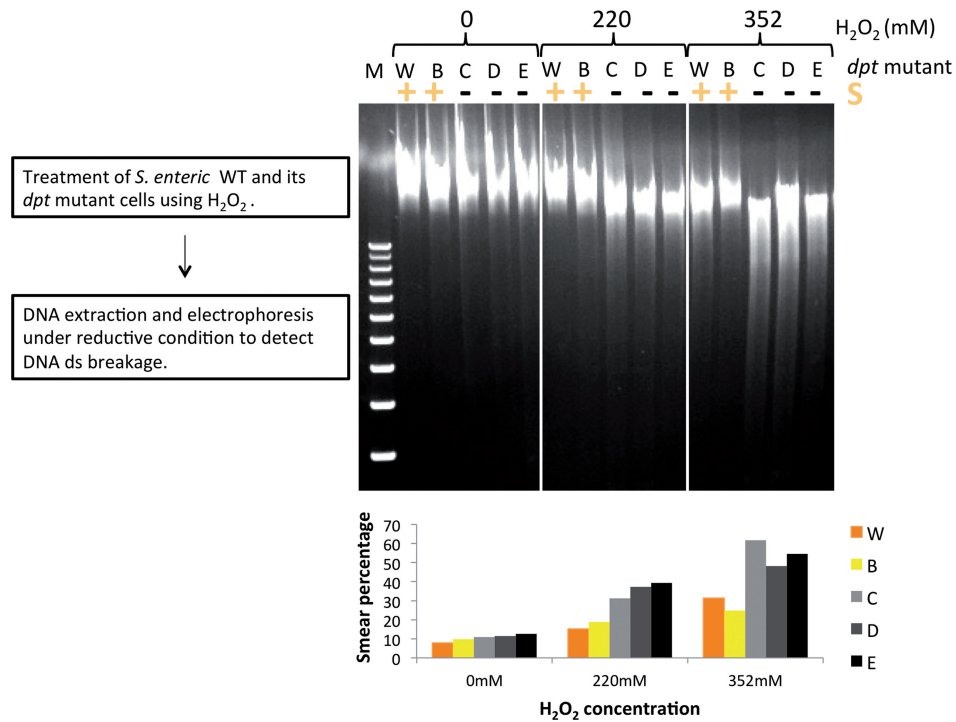 0 220 352 H₂O₂ (mM)
M W B C D E W B C D E W B C D E dpt mutant
+ + - - - + + - - - + + - - - S
Treatment of S. enteric WT and its
dpt mutant cells using H₂O₂ .
DNA extraction and electrophoresis
under reductive condition to detect
DNA ds breakage.
Smear percentage
70
60
50
40
30
20
10
0
0mM 220mM 352mM
H₂O₂ concentration
W
B
C
D
E